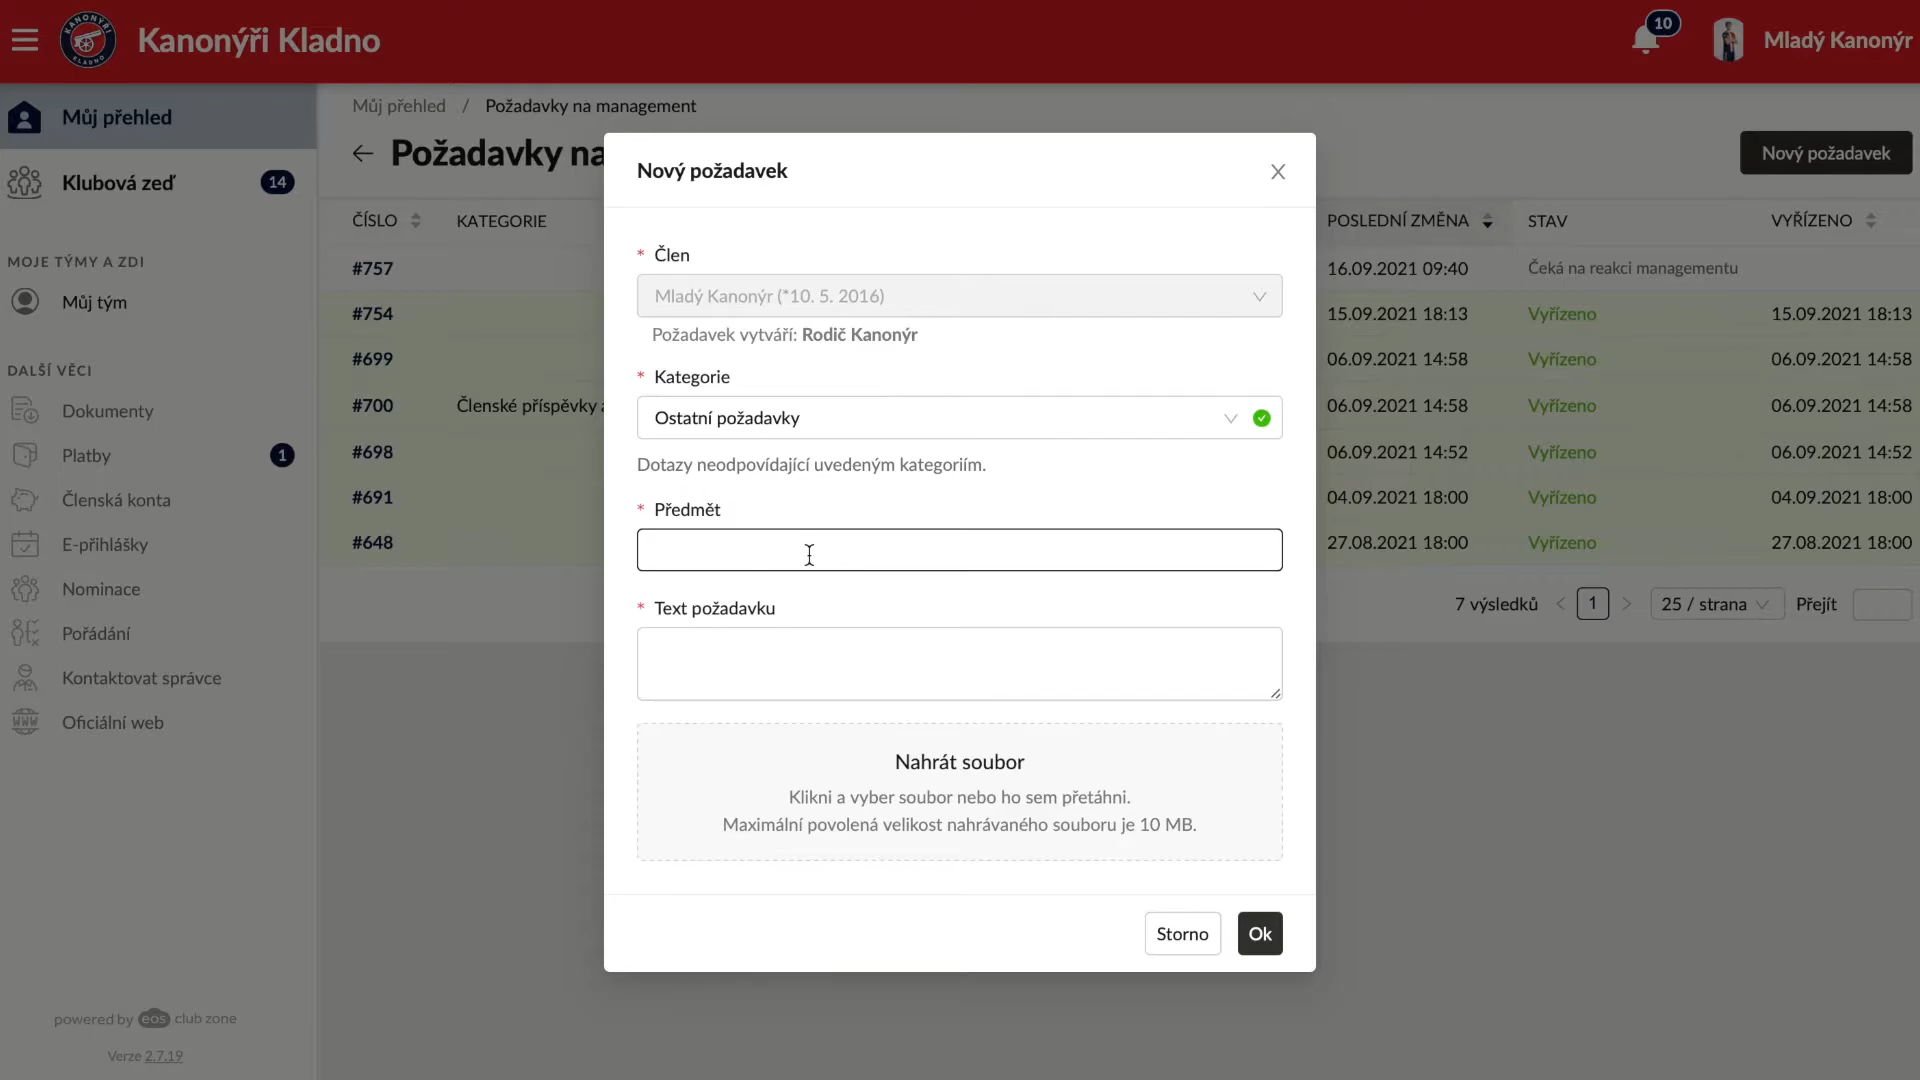 KANONÝŘI
KLADNO
Kanonýři Kladno
10
Mladý Kanonýr
Můj přehled
Klubová zeď
14
MOJE TÝMY A ZDI
Můj tým
DALŠÍ VĚCI
Dokumenty
Platby
1
Členská konta
E-přihlášky
Nominace
Pořádání
Kontaktovat správce
WWW
Oficiální web
powered by eos club zone
Verze 2.7.19
Můj přehled / Požadavky na management
Požadavky na
Nový požadavek
ČÍSLO KATEGORIE POSLEDNÍ ZMĚNA STAV VYŘÍZENO
#757 16.09.2021 09:40 Čeká na reakci managementu
#754 15.09.2021 18:13 Vyřízeno 15.09.2021 18:13
#699 06.09.2021 14:58 Vyřízeno 06.09.2021 14:58
#700 Členské příspěvky 06.09.2021 14:58 Vyřízeno 06.09.2021 14:58
#698 06.09.2021 14:52 Vyřízeno 06.09.2021 14:52
#691 04.09.2021 18:00 Vyřízeno 04.09.2021 18:00
#648 27.08.2021 18:00 Vyřízeno 27.08.2021 18:00
7 výsledků < 1 > 25 / strana Přejít
Nový požadavek
* Člen
Mladý Kanonýr (*10. 5. 2016)
Požadavek vytváří: Rodič Kanonýr
* Kategorie
Ostatní požadavky
Dotazy neodpovídající uvedeným kategoriím.
* Předmět
* Text požadavku
Nahrát soubor
Klikni a vyber soubor nebo ho sem přetáhni.
Maximální povolená velikost nahrávaného souboru je 10 MB.
Storno
Ok